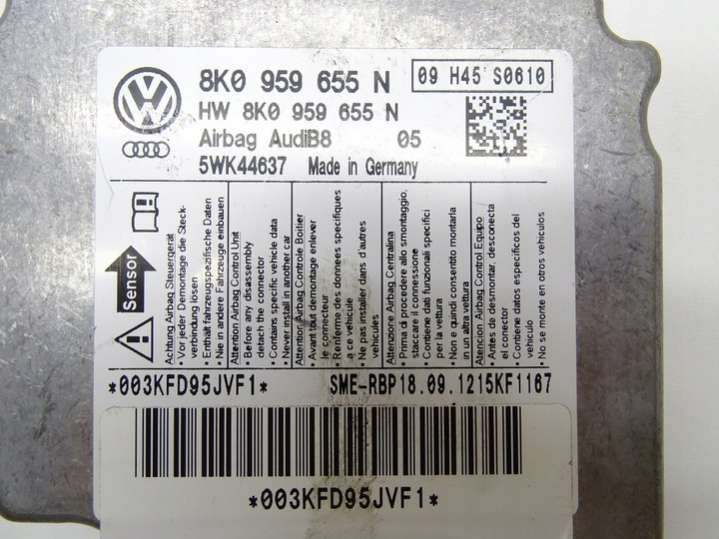 8K0 959 655 N
09 H45 S0610
HW 8K0 959 655 N
Airbag AudiB8 05
5WK44637 Made in Germany
Sensor
Achtung Airbag Steuergerät
• Vor jeder Demontage die Steck-
verbindung lösen
• Enthält fahrzeugspezifische Daten
• Nie in andere Fahrzeuge einbauen
Attention Airbag Control Unit
• Before any disassembly
detach the connector
• Contains specific vehicle data
• Never install in another car
Attention Airbag Controle Boitier
• Avant tout demontage enlever
le connecteur
• Renferme des donnees specifiques
a ce vehicule
• Ne pas installer dans d'autres
vehicules
Attenzione Airbag Centralina
• Prima di procedere allo smontaggio,
staccare il connessione
• Contiene dati funzionali specifici
per la vettura
• Non e quindi consentito montarla
in un altra vettura
Atencion Airbag Control Equipo
• Antes de desmontar, desconecta
el conector
• Contiene datos especificos del
vehiculo
• No se monte en otros vehiculos
*003KFD95JVF1*
SME-RBP18.09.1215KF1167
*003KFD95JVF1*